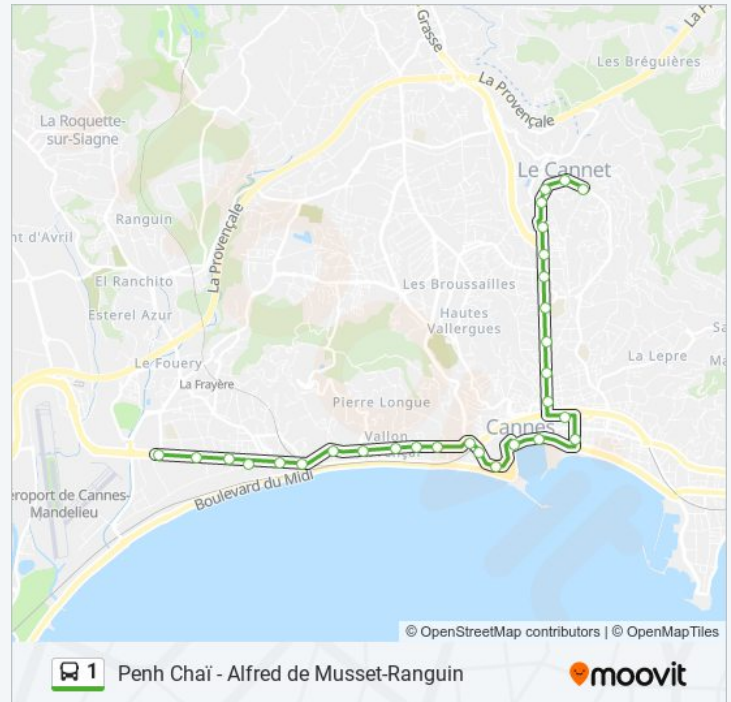 Grasse
La Pr
Les Bréguières
La Provençale
La Roquette-
sur-Siagne
Le Cannet
Ranguin
nt d'Avril
La Provençale
El Ranchito
Les Broussailles
Esterel Azur
Hautes
Vallergues
Sa
La Lepre
Ma
Le Fouery
La Frayère
Pierre Longue
Cannes
Vallon
Boulevard du Midi
éroport de Cannes-
Mandelieu
© OpenStreetMap contributors | © OpenMapTiles
1 Penh Chaï - Alfred de Musset-Ranguin
moovit